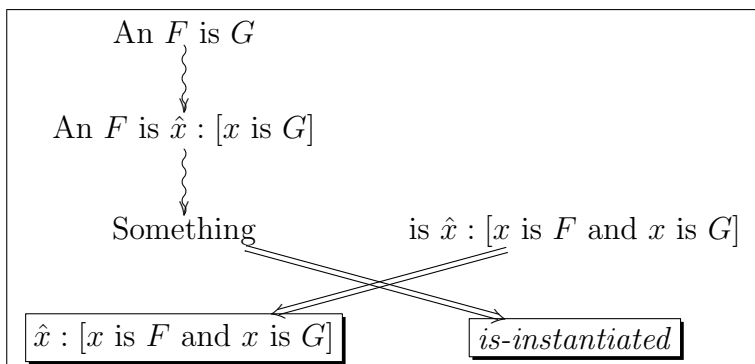 An F is G
An F is x̂ : [x is G]
Something is x̂ : [x is F and x is G]
x̂ : [x is F and x is G] is-instantiated